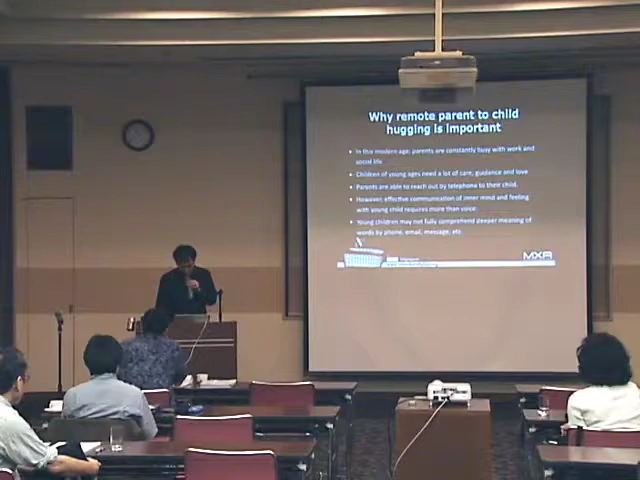 Why remote parent to child
hugging is important
• In this modern age, parents are constantly busy with work and
social life
• Children of young ages need a lot of care, guidance and love
• Parents are able to reach out by telephone to their child.
• However, effective communication of inner mind and feeling
with young child requires more than voice
• Young children may not fully comprehend deeper meaning of
words by phone, email, message, etc
MXR